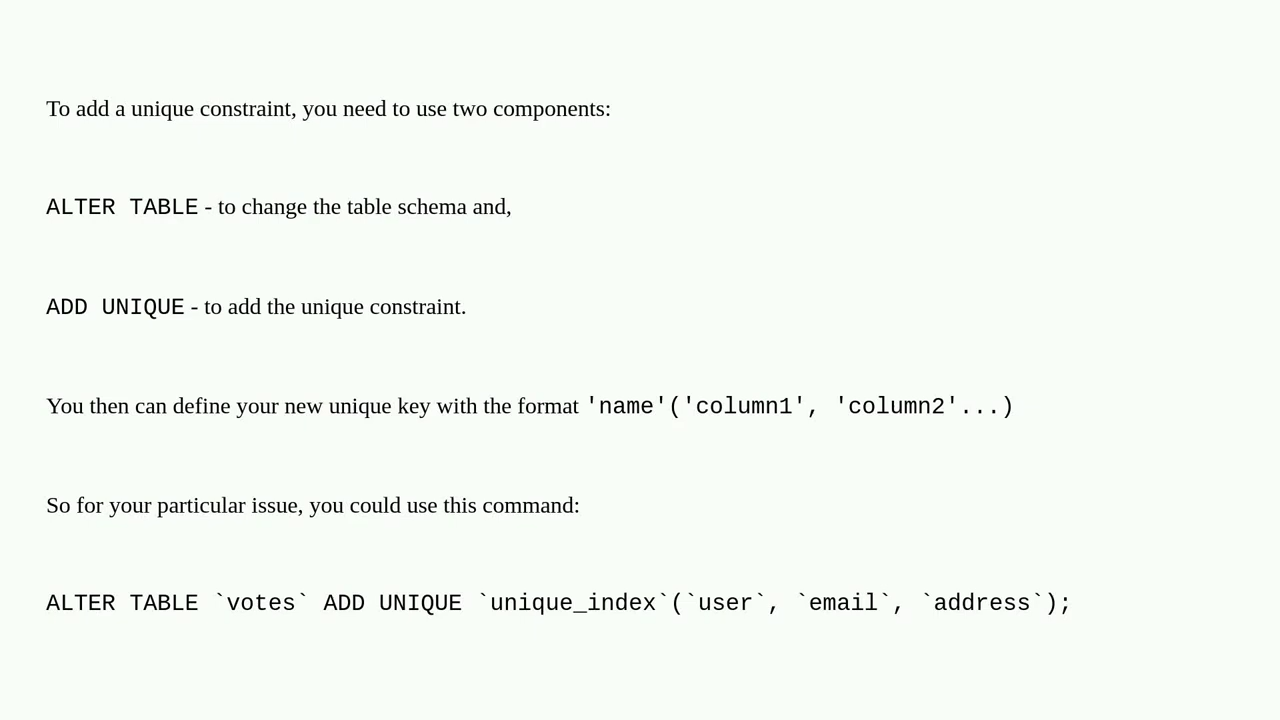 To add a unique constraint, you need to use two components:
ALTER TABLE - to change the table schema and,
ADD UNIQUE - to add the unique constraint.
You then can define your new unique key with the format 'name'('column1', 'column2'...)
So for your particular issue, you could use this command:
ALTER TABLE `votes` ADD UNIQUE `unique_index`(`user`, `email`, `address`);